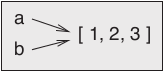 a
[ 1, 2, 3 ]
b